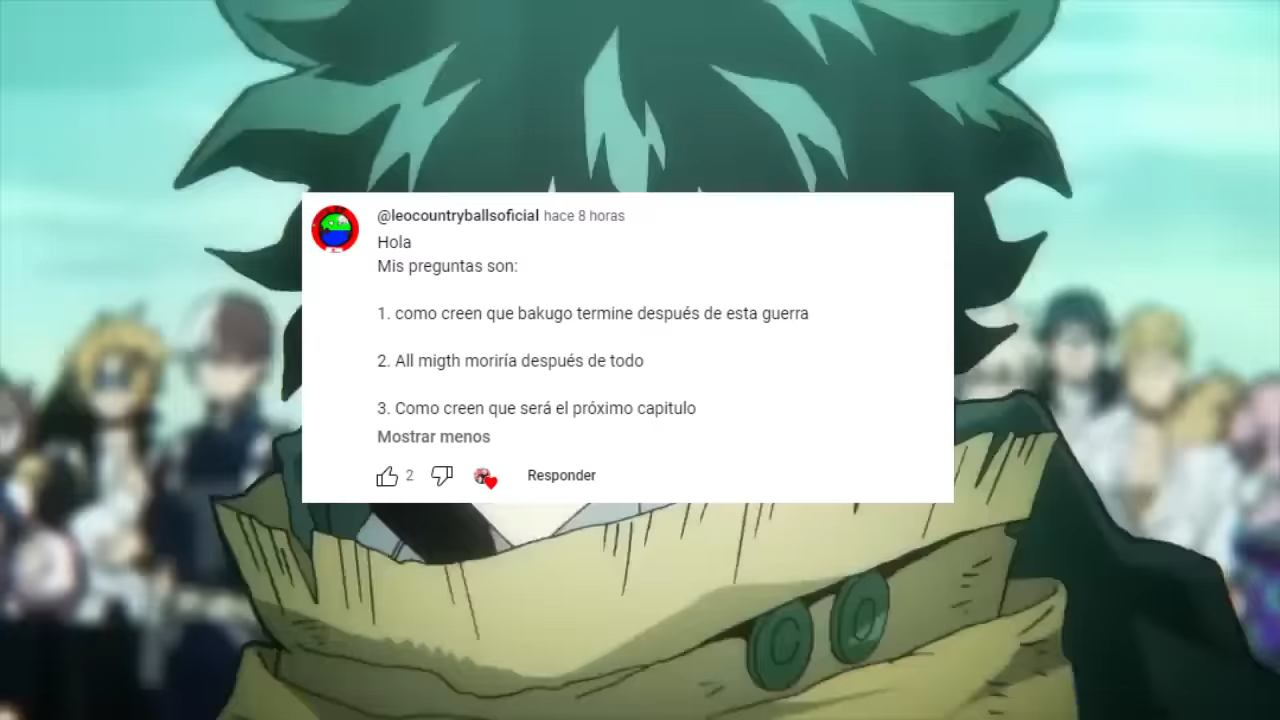 @leocountryballsoficial hace 8 horas
Hola
Mis preguntas son:
1. como creen que bakugo termine después de esta guerra
2. All migth moriría después de todo
3. Como creen que será el próximo capitulo
Mostrar menos
2 Responder